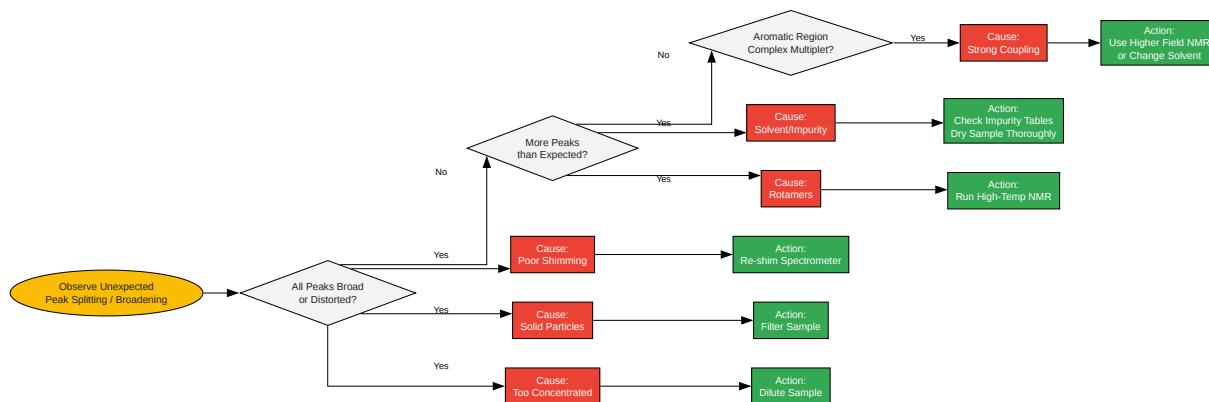 Aromatic Region
Complex Multiplet?
Yes
Cause:
Strong Coupling
Action:
Use Higher Field NMR
or Change Solvent
No
More Peaks
than Expected?
Yes
Cause:
Solvent/Impurity
Action:
Check Impurity Tables
Dry Sample Thoroughly
Yes
Cause:
Rotamers
Action:
Run High-Temp NMR
No
Observe Unexpected
Peak Splitting / Broadening
All Peaks Broad
or Distorted?
Yes
Cause:
Poor Shimming
Action:
Re-shim Spectrometer
Yes
Cause:
Solid Particles
Action:
Filter Sample
Yes
Cause:
Too Concentrated
Action:
Dilute Sample